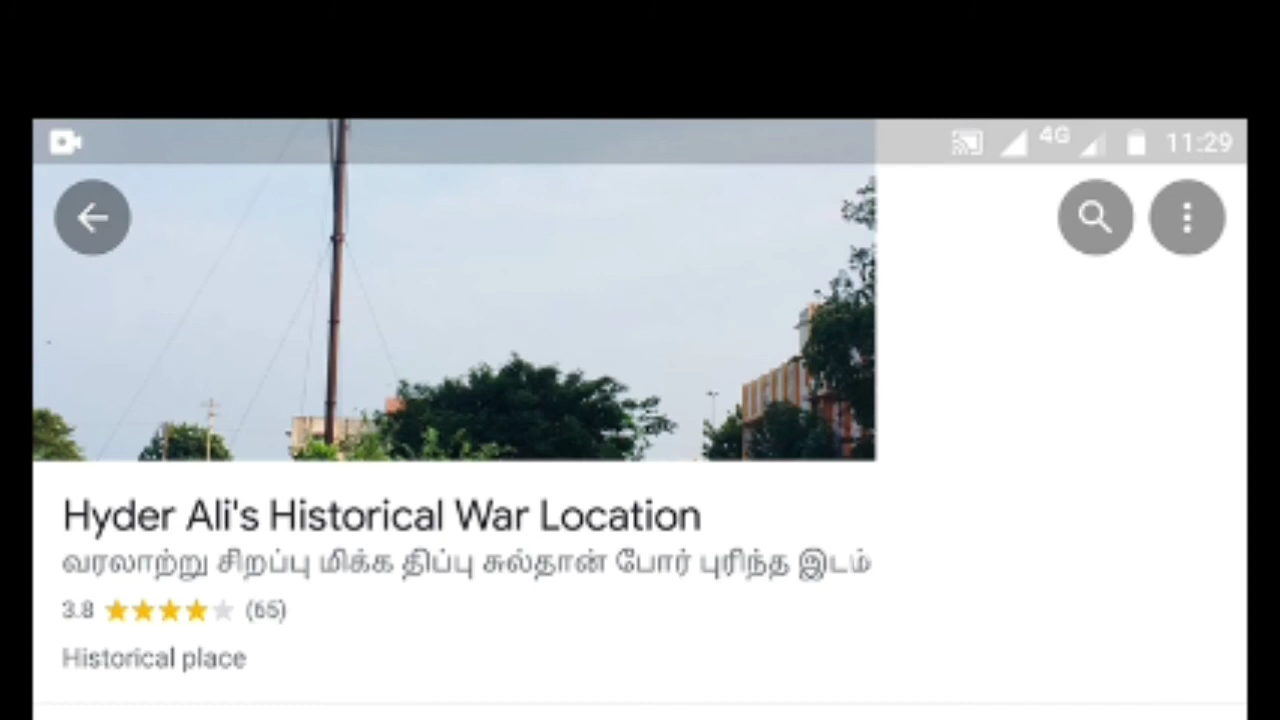 4G 11:29
Hyder Ali's Historical War Location
வரலாற்று சிறப்பு மிக்க திப்பு சுல்தான் போர் புரிந்த இடம்
3.8 (65)
Historical place